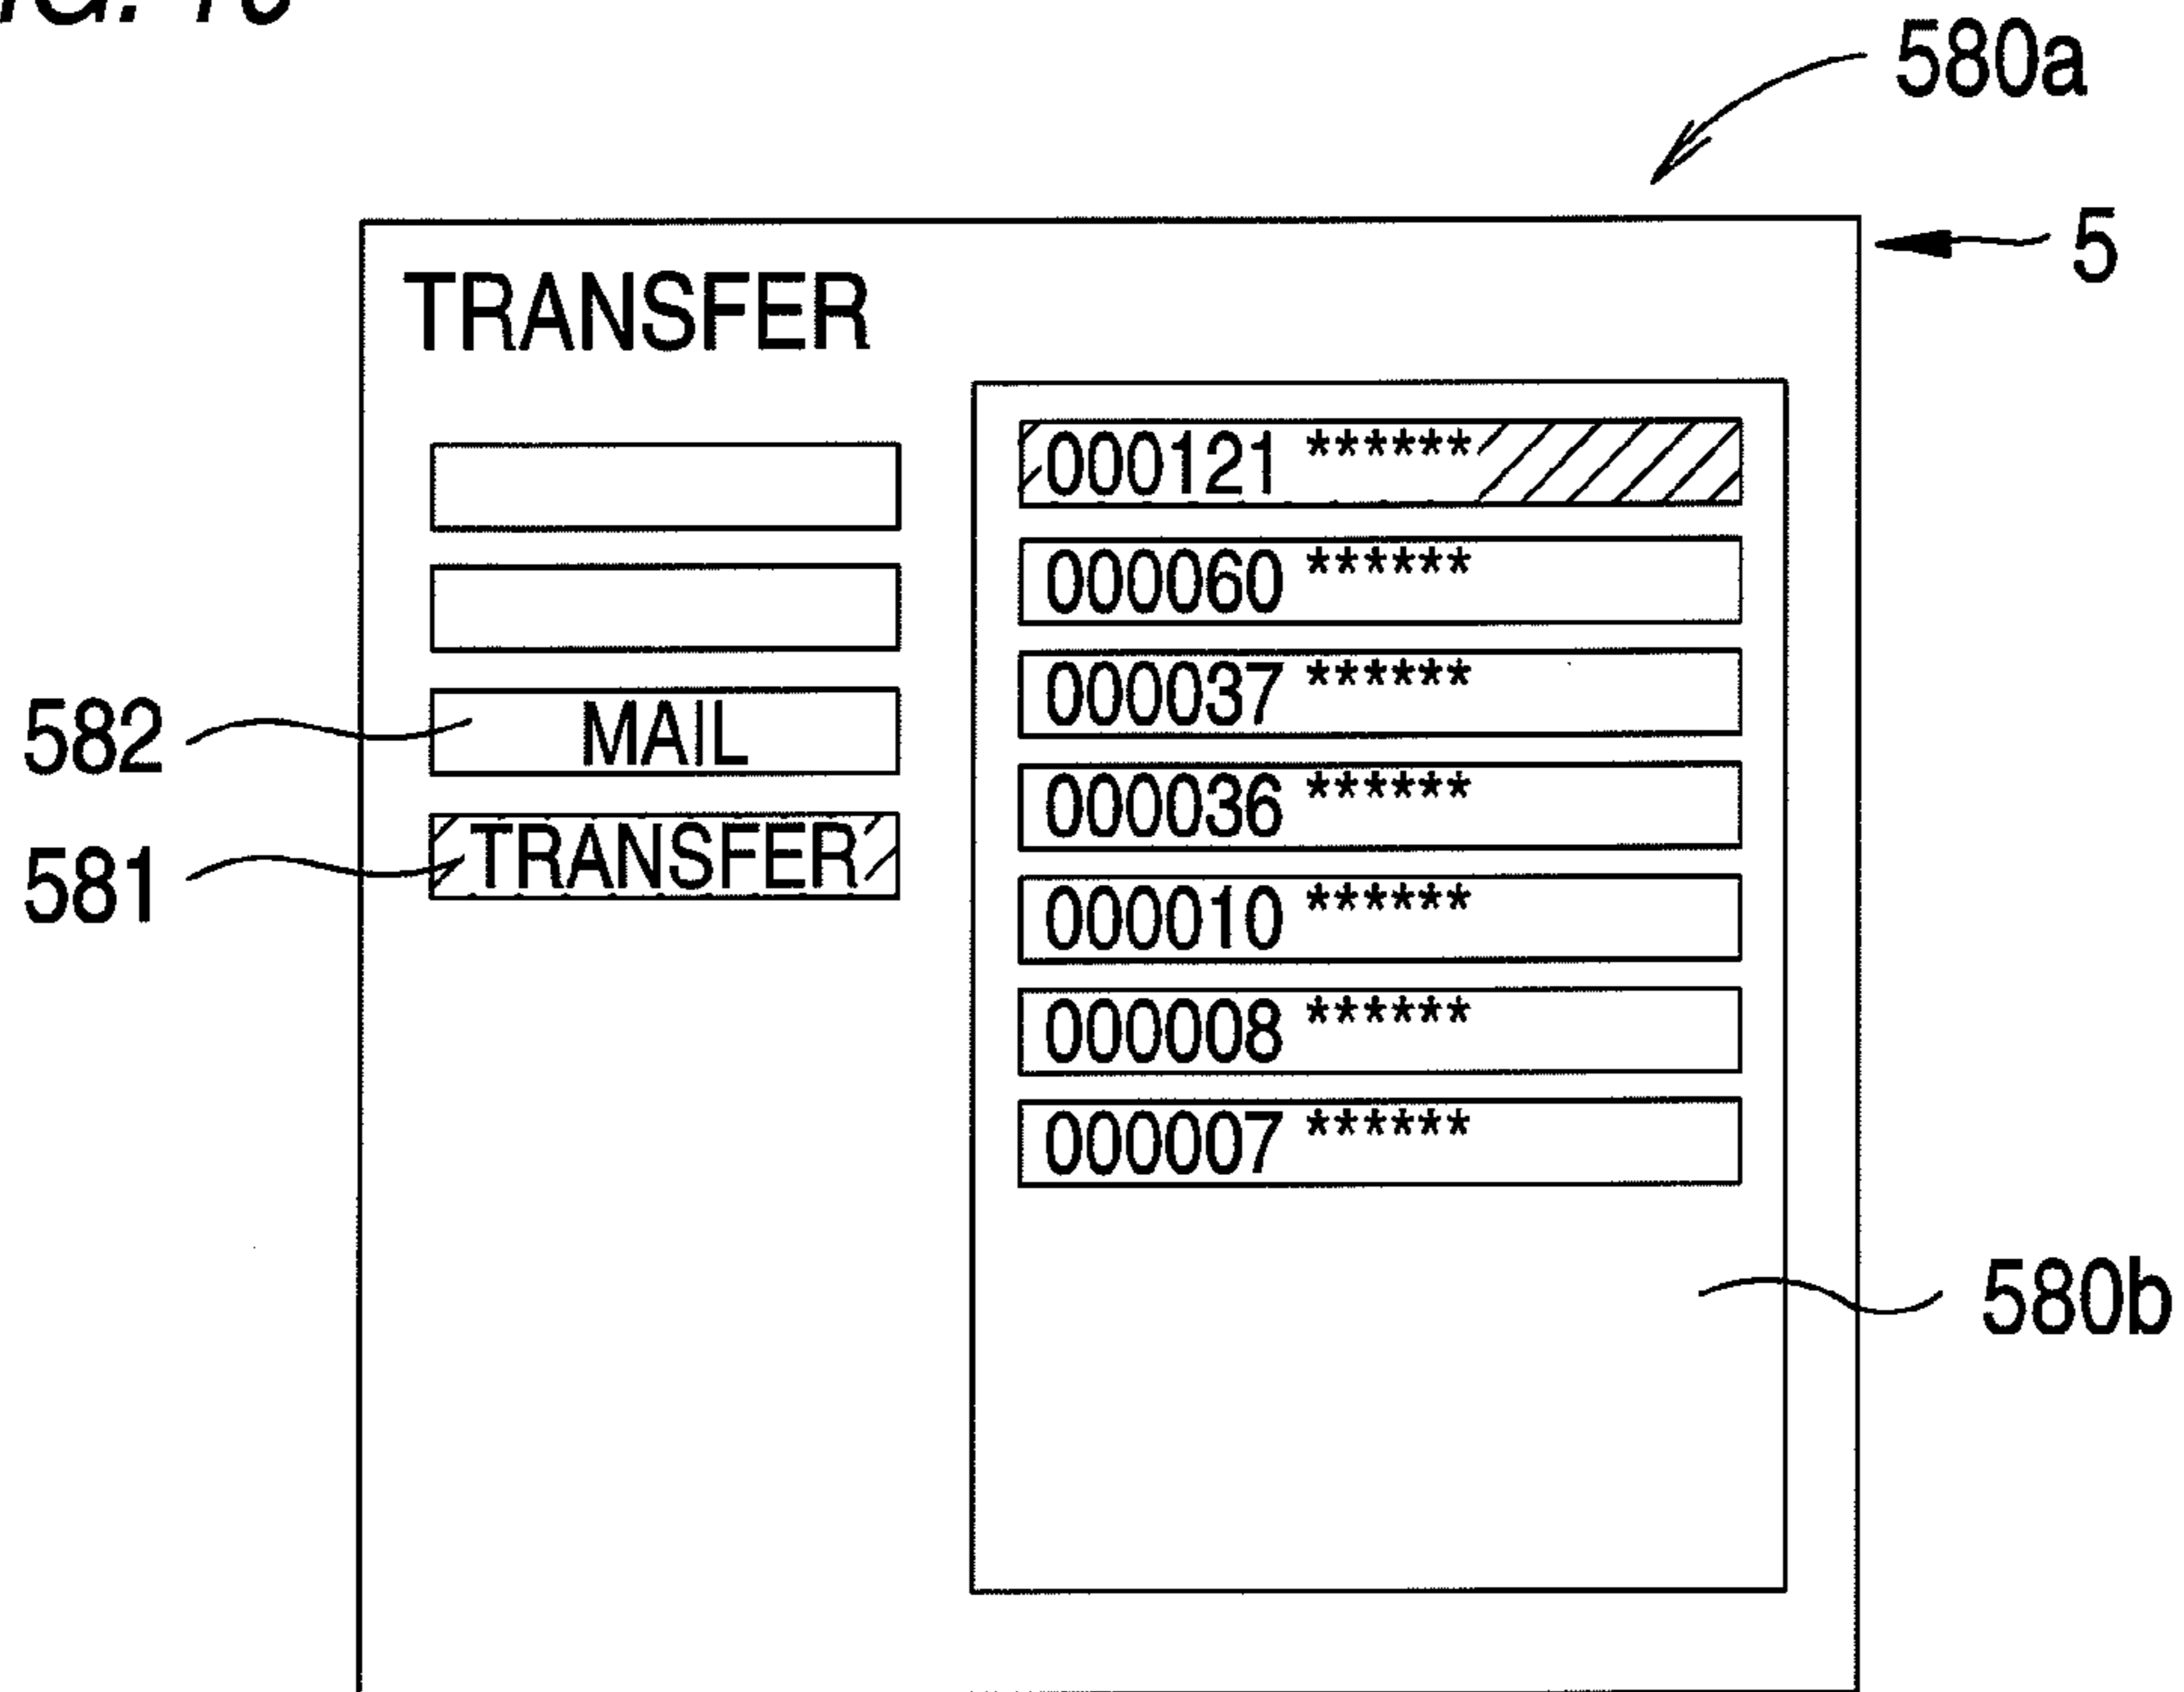 580a
5
TRANSFER
000121 ******
000060 ******
000037 ******
582 MAIL
000036 ******
581 TRANSFER
000010 ******
000008 ******
000007 ******
580b